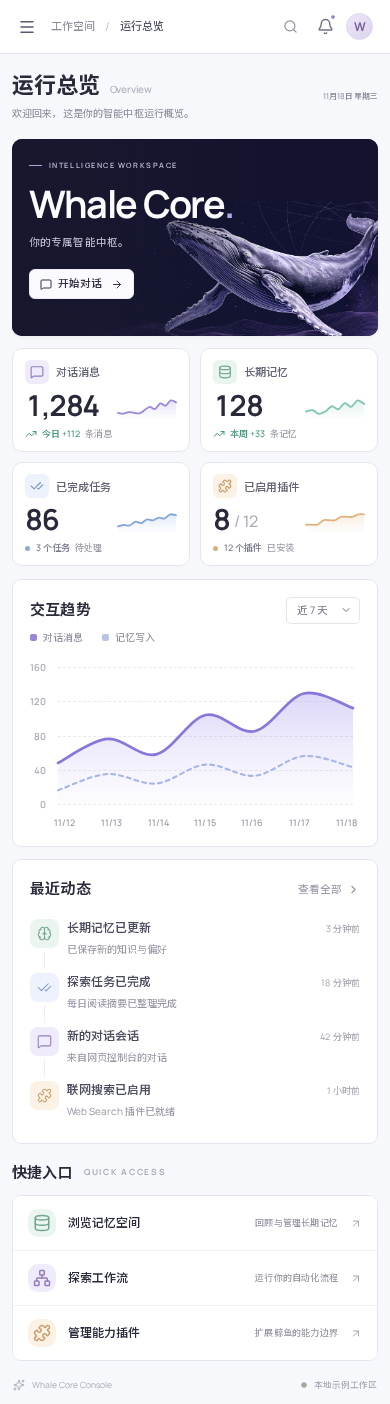 工作空间 / 运行总览
W
运行总览 Overview
11月18日 星期三
欢迎回来，这是你的智能中枢运行概览。
INTELLIGENCE WORKSPACE
Whale Core.
你的专属智能中枢。
开始对话
对话消息
1,284
今日 +112 条消息
长期记忆
128
本周 +33 条记忆
已完成任务
86
3 个任务 待处理
已启用插件
8 / 12
12 个插件 已安装
交互趋势
近 7 天
对话消息 记忆写入
160
120
80
40
0
11/12 11/13 11/14 11/15 11/16 11/17 11/18
最近动态
查看全部
长期记忆已更新 3 分钟前
已保存新的知识与偏好
探索任务已完成 18 分钟前
每日阅读摘要已整理完成
新的对话会话 42 分钟前
来自网页控制台的对话
联网搜索已启用 1 小时前
Web Search 插件已就绪
快捷入口 QUICK ACCESS
浏览记忆空间 回顾与管理长期记忆
探索工作流 运行你的自动化流程
管理能力插件 扩展鲸鱼的能力边界
Whale Core Console
本地示例工作区